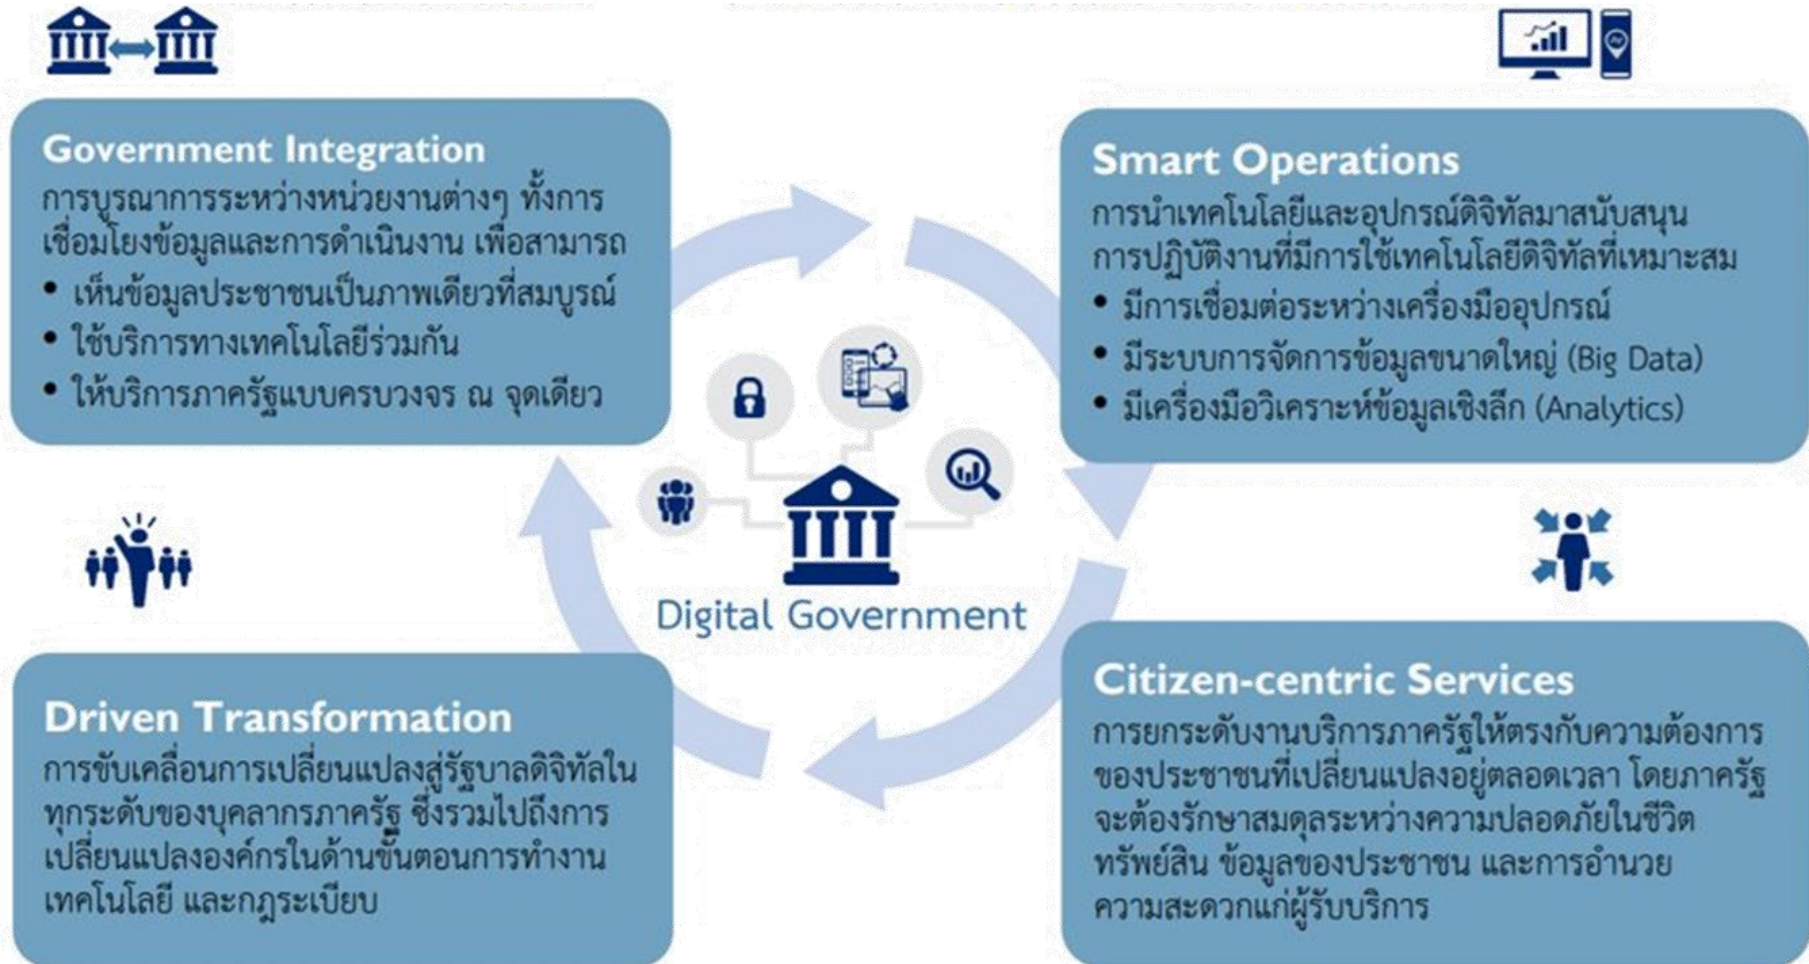 Government Integration
การบูรณาการระหว่างหน่วยงานต่างๆ ทั้งการ
เชื่อมโยงข้อมูลและการดำเนินงาน เพื่อสามารถ
• เห็นข้อมูลประชาชนเป็นภาพเดียวที่สมบูรณ์
• ใช้บริการทางเทคโนโลยีร่วมกัน
• ให้บริการภาครัฐแบบครบวงจร ณ จุดเดียว
Smart Operations
การนำเทคโนโลยีและอุปกรณ์ดิจิทัลมาสนับสนุน
การปฏิบัติงานที่มีการใช้เทคโนโลยีดิจิทัลที่เหมาะสม
• มีการเชื่อมต่อระหว่างเครื่องมืออุปกรณ์
• มีระบบการจัดการข้อมูลขนาดใหญ่ (Big Data)
• มีเครื่องมือวิเคราะห์ข้อมูลเชิงลึก (Analytics)
Digital Government
Driven Transformation
การขับเคลื่อนการเปลี่ยนแปลงสู่รัฐบาลดิจิทัลใน
ทุกระดับของบุคลากรภาครัฐ ซึ่งรวมไปถึงการ
เปลี่ยนแปลงองค์กรในด้านขั้นตอนการทำงาน
เทคโนโลยี และกฎระเบียบ
Citizen-centric Services
การยกระดับงานบริการภาครัฐให้ตรงกับความต้องการ
ของประชาชนที่เปลี่ยนแปลงอยู่ตลอดเวลา โดยภาครัฐ
จะต้องรักษาสมดุลระหว่างความปลอดภัยในชีวิต
ทรัพย์สิน ข้อมูลของประชาชน และการอำนวย
ความสะดวกแก่ผู้รับบริการ